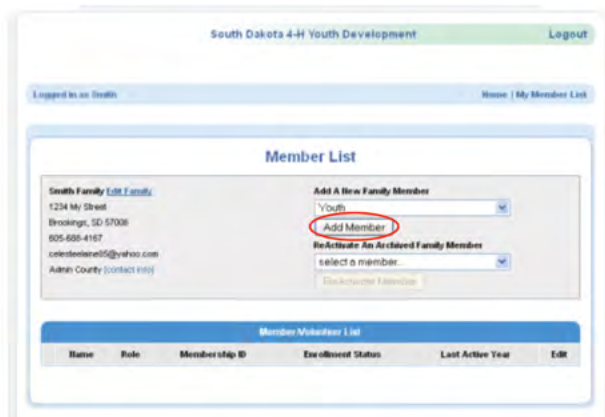 South Dakota 4-H Youth Development Logout
Logged in as Smith Home | My Member List
Member List
Smith Family Edit Family
1234 My Street
Brookings, SD 57006
605-688-4167
celesteelaine05@yahoo.com
Admin County [contact info]
Add A New Family Member
Youth
Add Member
ReActivate An Archived Family Member
select a member...
ReActivate Member
Member/Volunteer List
Name Role Membership ID Enrollment Status Last Active Year Edit